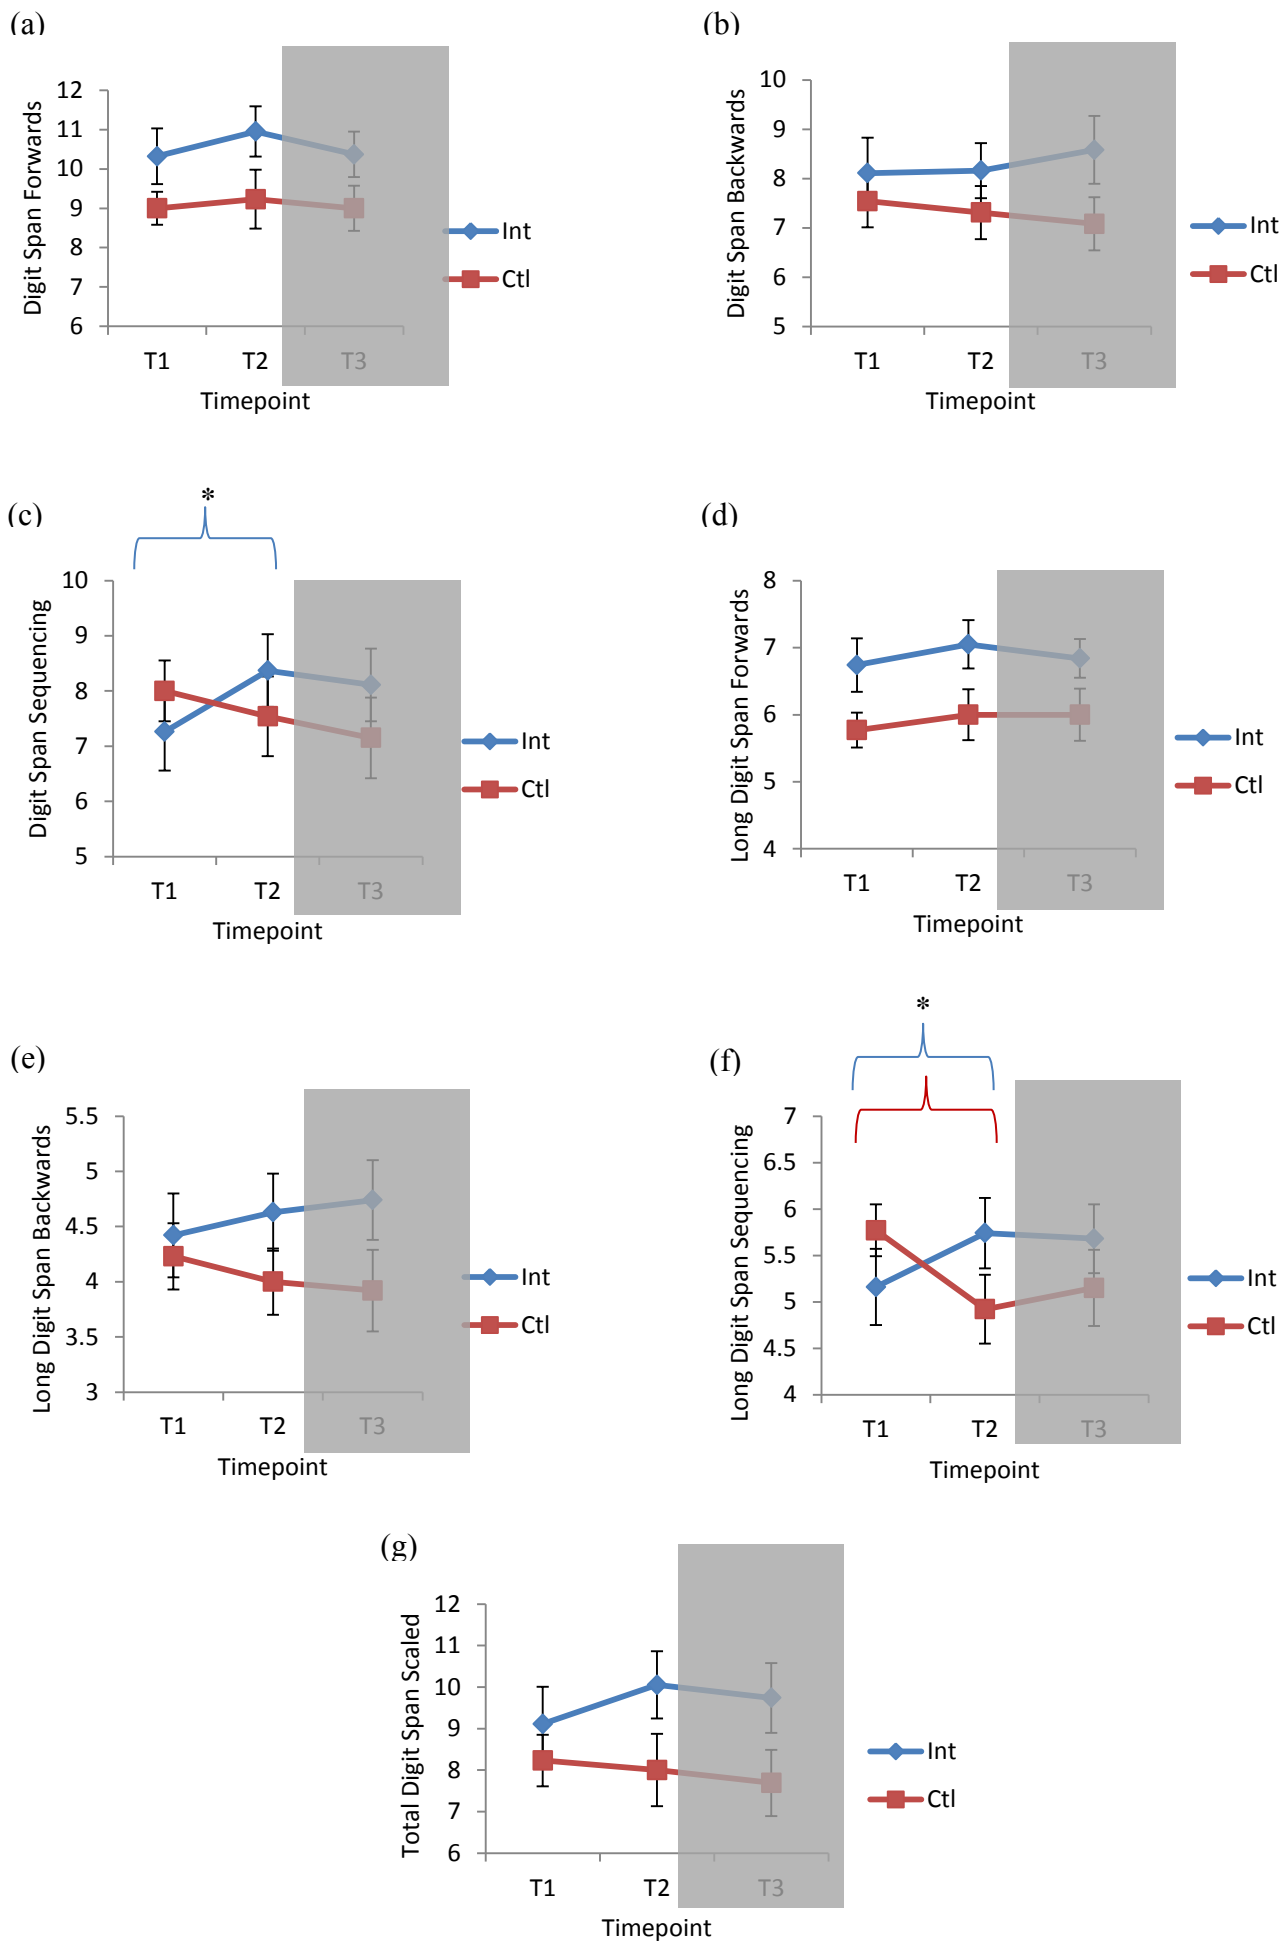 (a)
Digit Span Forwards
12
11
10
9
8
7
6
T1 T2 T3
Timepoint
Int
Ctl
(b)
Digit Span Backwards
10
9
8
7
6
5
T1 T2 T3
Timepoint
Int
Ctl
(c)
*
Digit Span Sequencing
10
9
8
7
6
5
T1 T2 T3
Timepoint
Int
Ctl
(d)
Long Digit Span Forwards
8
7
6
5
4
T1 T2 T3
Timepoint
Int
Ctl
(e)
Long Digit Span Backwards
5.5
5
4.5
4
3.5
3
T1 T2 T3
Timepoint
Int
Ctl
(f)
*
Long Digit Span Sequencing
7
6.5
6
5.5
5
4.5
4
T1 T2 T3
Timepoint
Int
Ctl
(g)
Total Digit Span Scaled
12
11
10
9
8
7
6
T1 T2 T3
Timepoint
Int
Ctl